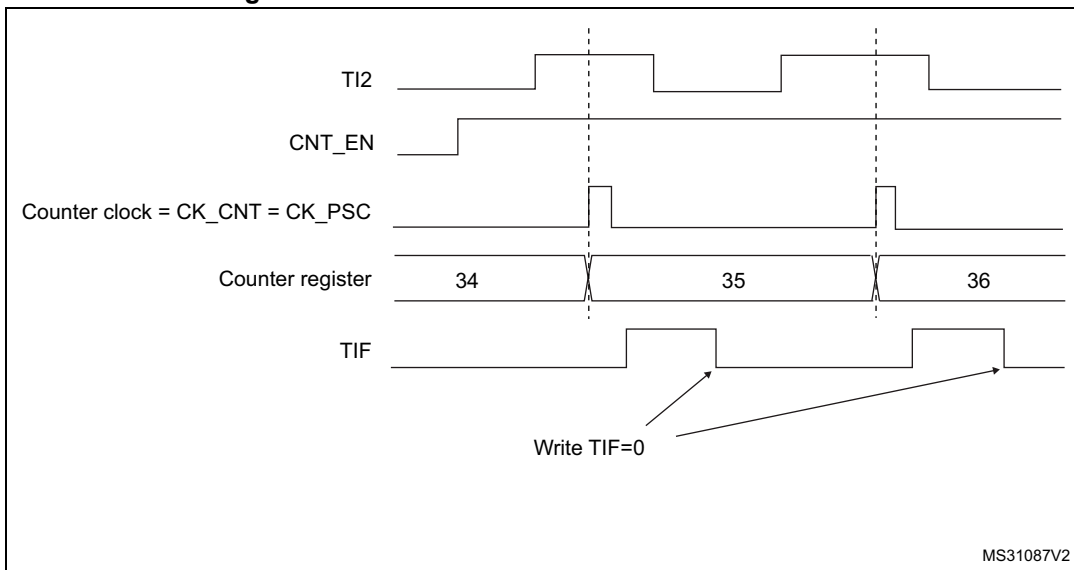 TI2
CNT_EN
Counter clock = CK_CNT = CK_PSC
Counter register
34
35
36
TIF
Write TIF=0
MS31087V2